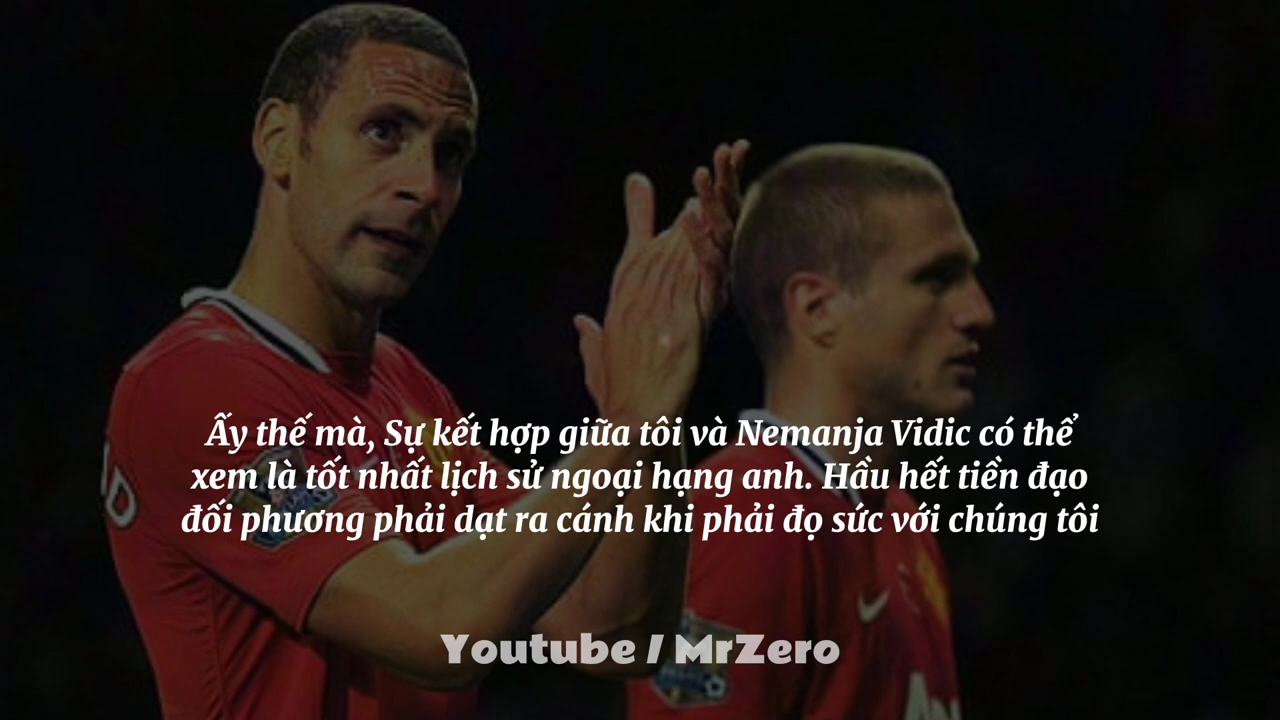 Ấy thế mà, Sự kết hợp giữa tôi và Nemanja Vidic có thể
xem là tốt nhất lịch sử ngoại hạng anh. Hầu hết tiền đạo
đối phương phải dạt ra cánh khi phải đọ sức với chúng tôi
Youtube / MrZero